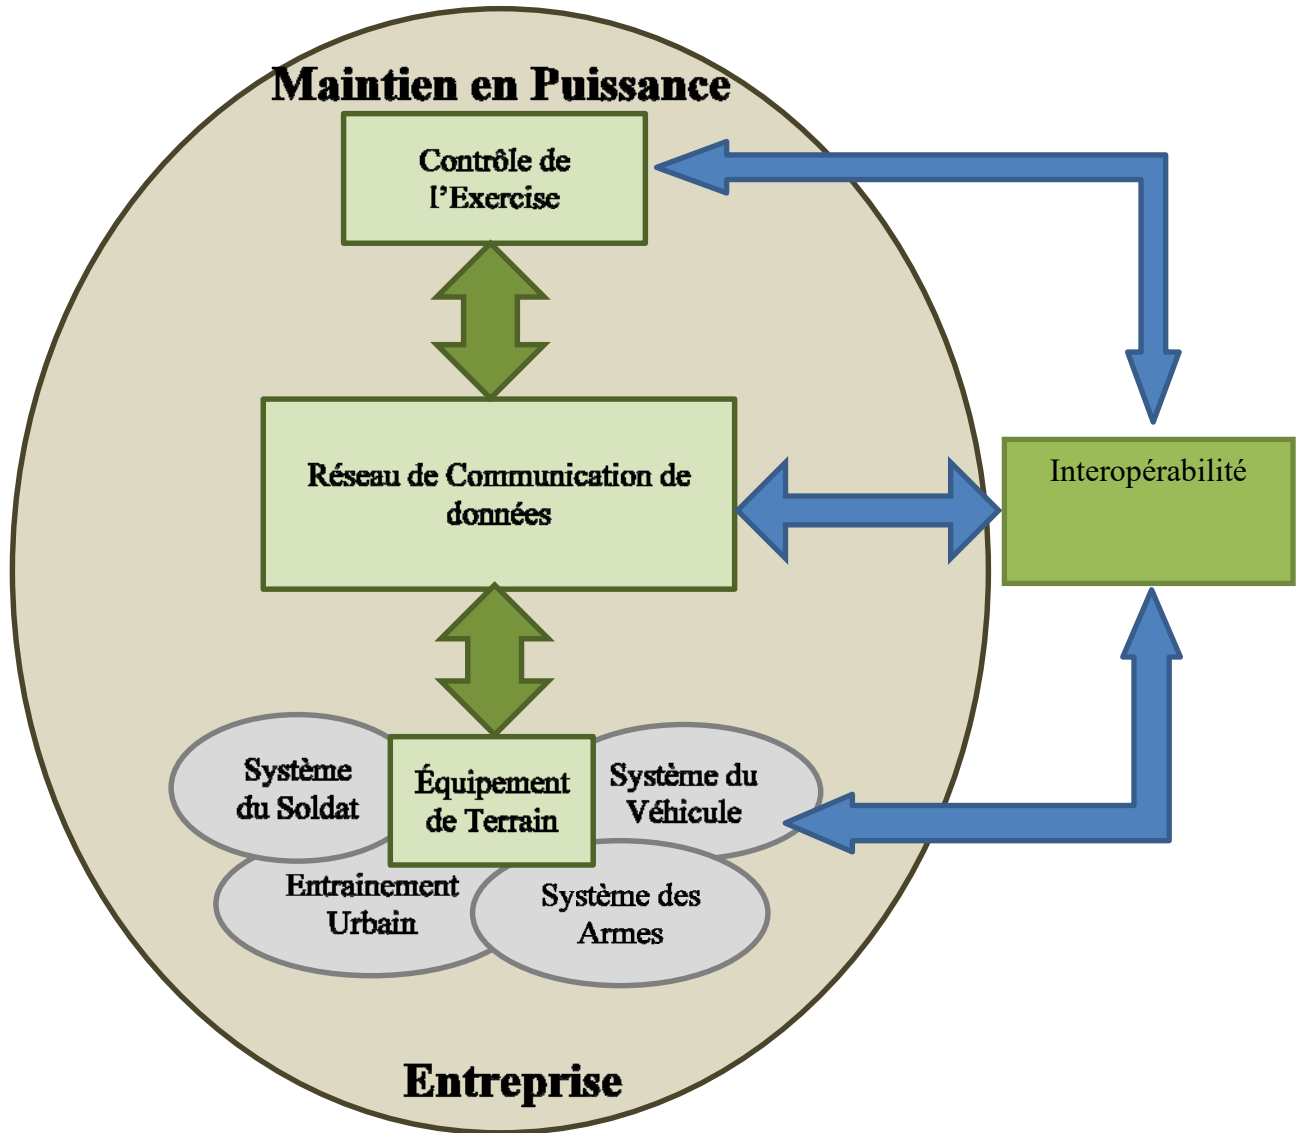 Maintien en Puissance
Contrôle de
l’Exercise
Réseau de Communication de
données
Interopérabilité
Système
du Soldat
Équipement
de Terrain
Système du
Véhicule
Entrainement
Urbain
Système des
Armes
Entreprise